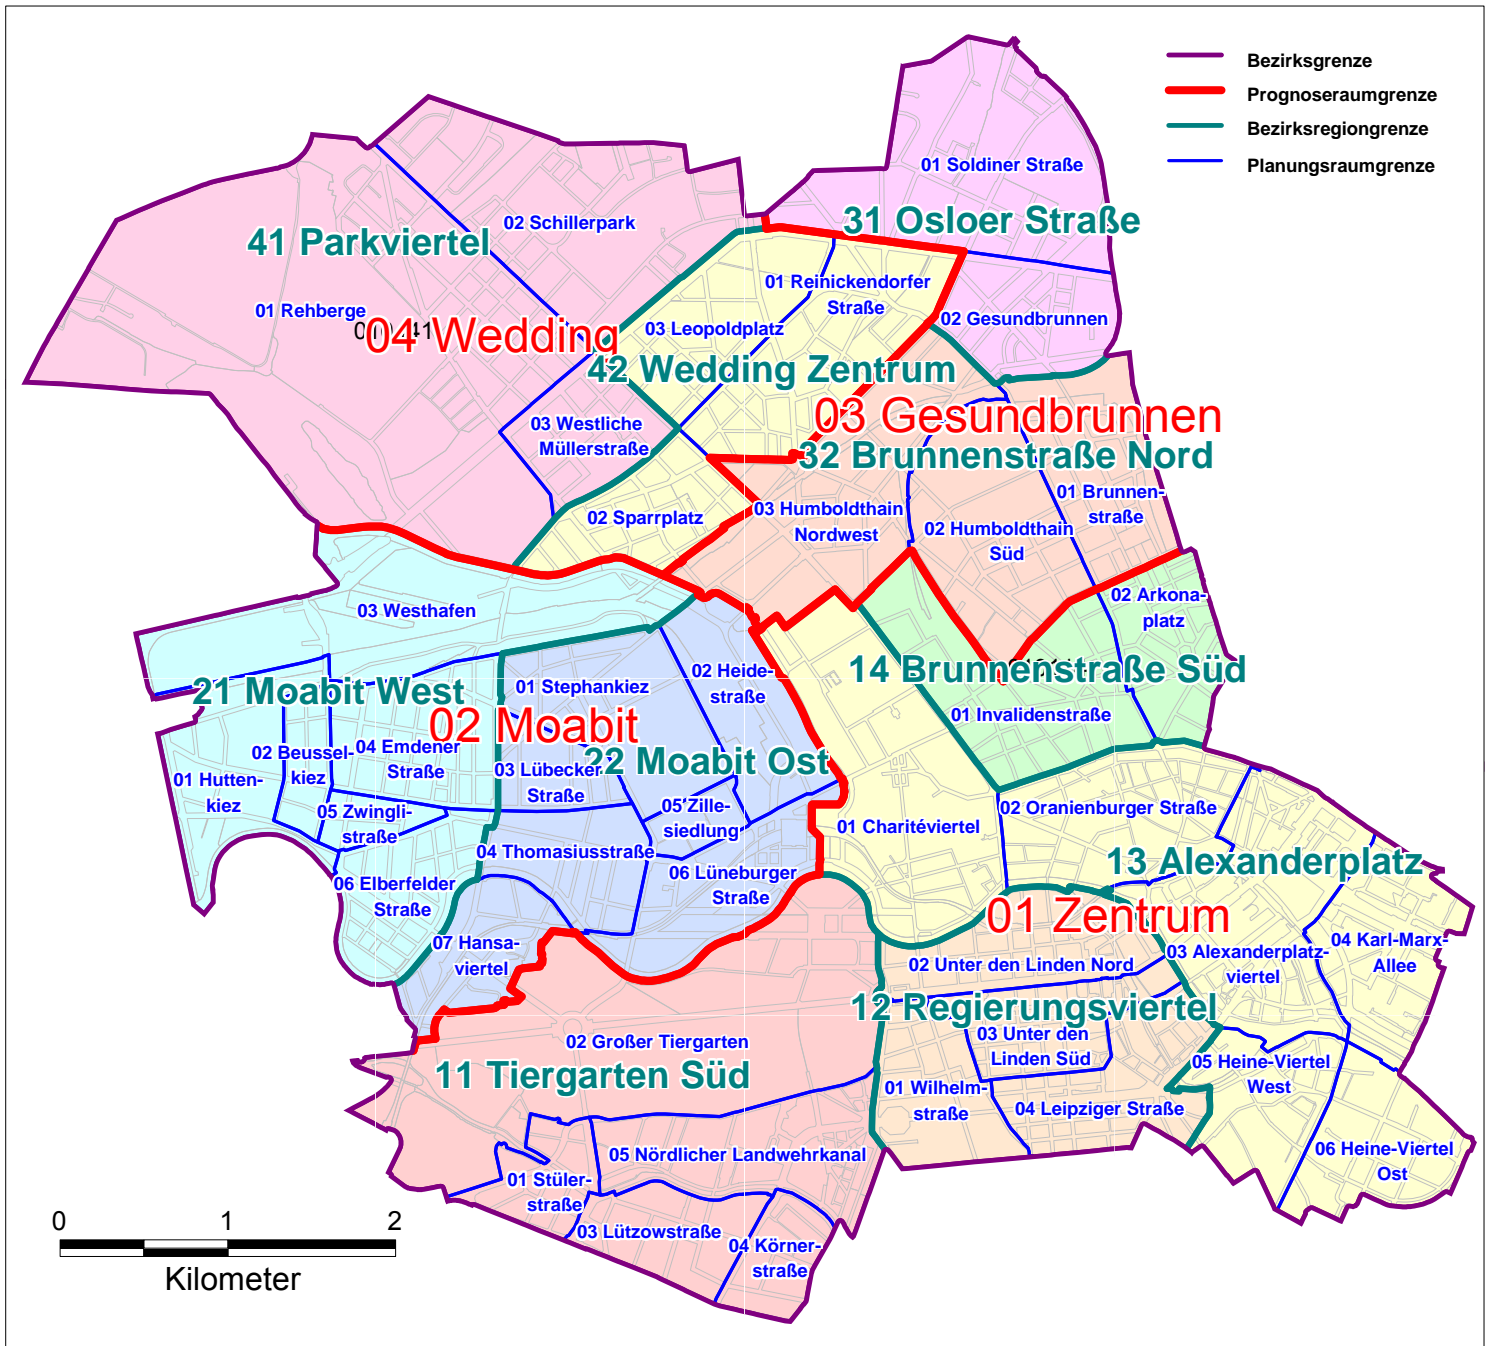 Bezirksgrenze
Prognoseraumgrenze
Bezirksregiongrenze
Planungsraumgrenze
01 Soldiner Straße
31 Osloer Straße
02 Schillerpark
41 Parkviertel
01 Rehberge
04 Wedding
01 Reinickendorfer
Straße
03 Leopoldplatz
02 Gesundbrunnen
42 Wedding Zentrum
03 Gesundbrunnen
03 Westliche
Müllerstraße
32 Brunnenstraße Nord
01 Brunnen-
straße
02 Sparrplatz
03 Humboldthain
Nordwest
02 Humboldthain
Süd
03 Westhafen
02 Arkona-
platz
14 Brunnenstraße Süd
01 Invalidenstraße
21 Moabit West
01 Stephankiez
02 Heide-
straße
02 Moabit
22 Moabit Ost
02 Beussel-
kiez
04 Emdener
Straße
01 Hutten-
kiez
03 Lübecker
Straße
05 Zwingli-
straße
05 Zille-
siedlung
01 Charitéviertel
02 Oranienburger Straße
04 Thomasiusstraße
06 Lüneburger
Straße
13 Alexanderplatz
06 Elberfelder
Straße
01 Zentrum
07 Hansa-
viertel
02 Unter den Linden Nord
03 Alexanderplatz-
viertel
04 Karl-Marx-
Allee
12 Regierungsviertel
03 Unter den
Linden Süd
02 Großer Tiergarten
11 Tiergarten Süd
01 Wilhelm-
straße
04 Leipziger Straße
05 Heine-Viertel
West
06 Heine-Viertel
Ost
05 Nördlicher Landwehrkanal
01 Stüler-
straße
03 Lützowstraße
04 Körner-
straße
0 1 2
Kilometer